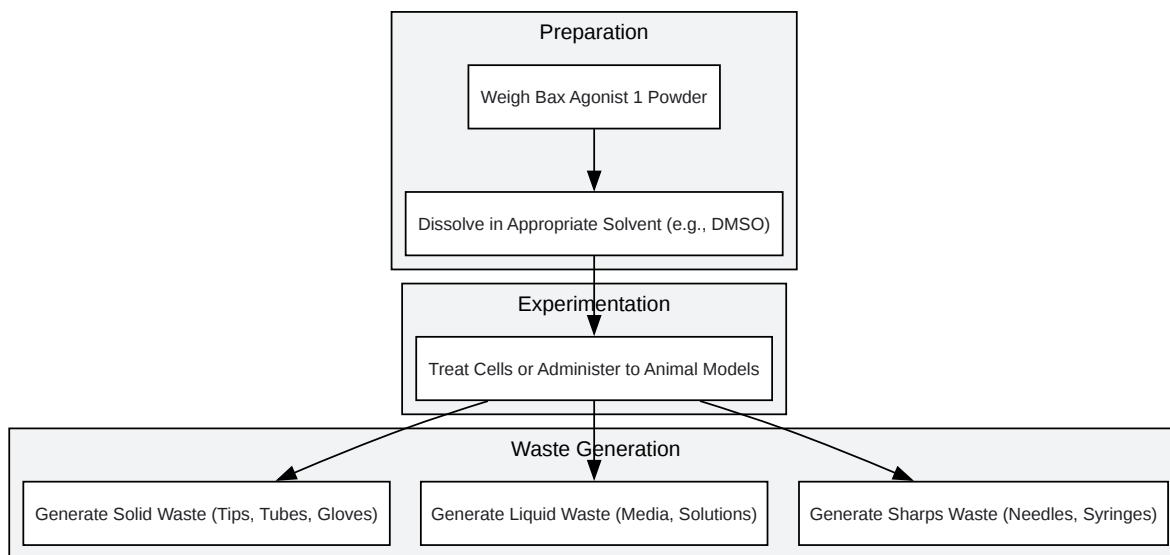 Preparation
Weigh Bax Agonist 1 Powder
Dissolve in Appropriate Solvent (e.g., DMSO)
Experimentation
Treat Cells or Administer to Animal Models
Waste Generation
Generate Solid Waste (Tips, Tubes, Gloves)
Generate Liquid Waste (Media, Solutions)
Generate Sharps Waste (Needles, Syringes)